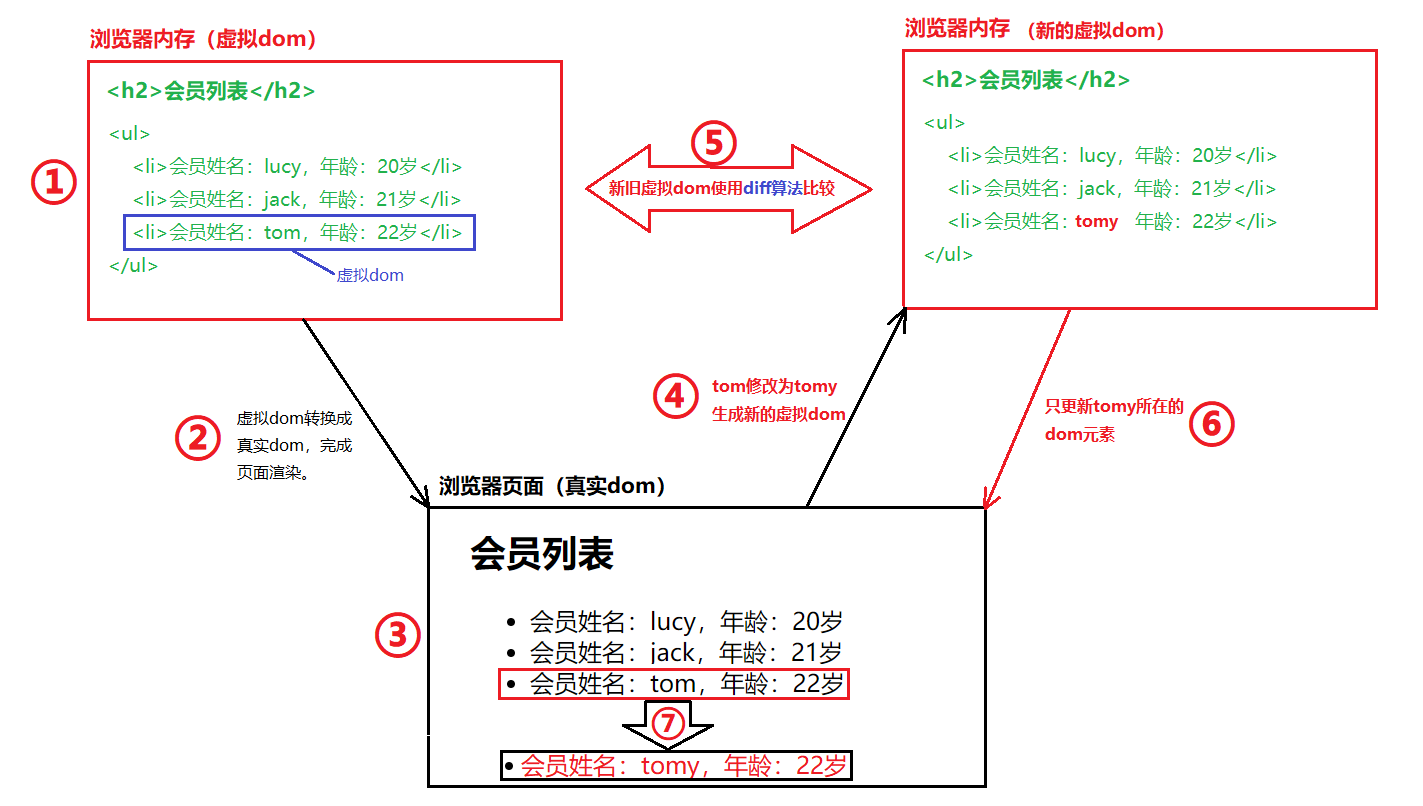 浏览器内存（虚拟dom）
<h2>会员列表</h2>
<ul>
<li>会员姓名：lucy，年龄：20岁</li>
<li>会员姓名：jack，年龄：21岁</li>
<li>会员姓名：tom，年龄：22岁</li>
</ul>
虚拟dom
①
⑤
新旧虚拟dom使用diff算法比较
浏览器内存 （新的虚拟dom）
<h2>会员列表</h2>
<ul>
<li>会员姓名：lucy，年龄：20岁</li>
<li>会员姓名：jack，年龄：21岁</li>
<li>会员姓名：tomy 年龄：22岁</li>
</ul>
②
虚拟dom转换成
真实dom，完成
页面渲染。
④
tom修改为tomy
生成新的虚拟dom
只更新tomy所在的
dom元素
⑥
浏览器页面（真实dom）
会员列表
③
• 会员姓名：lucy，年龄：20岁
• 会员姓名：jack，年龄：21岁
• 会员姓名：tom，年龄：22岁
⑦
• 会员姓名：tomy，年龄：22岁